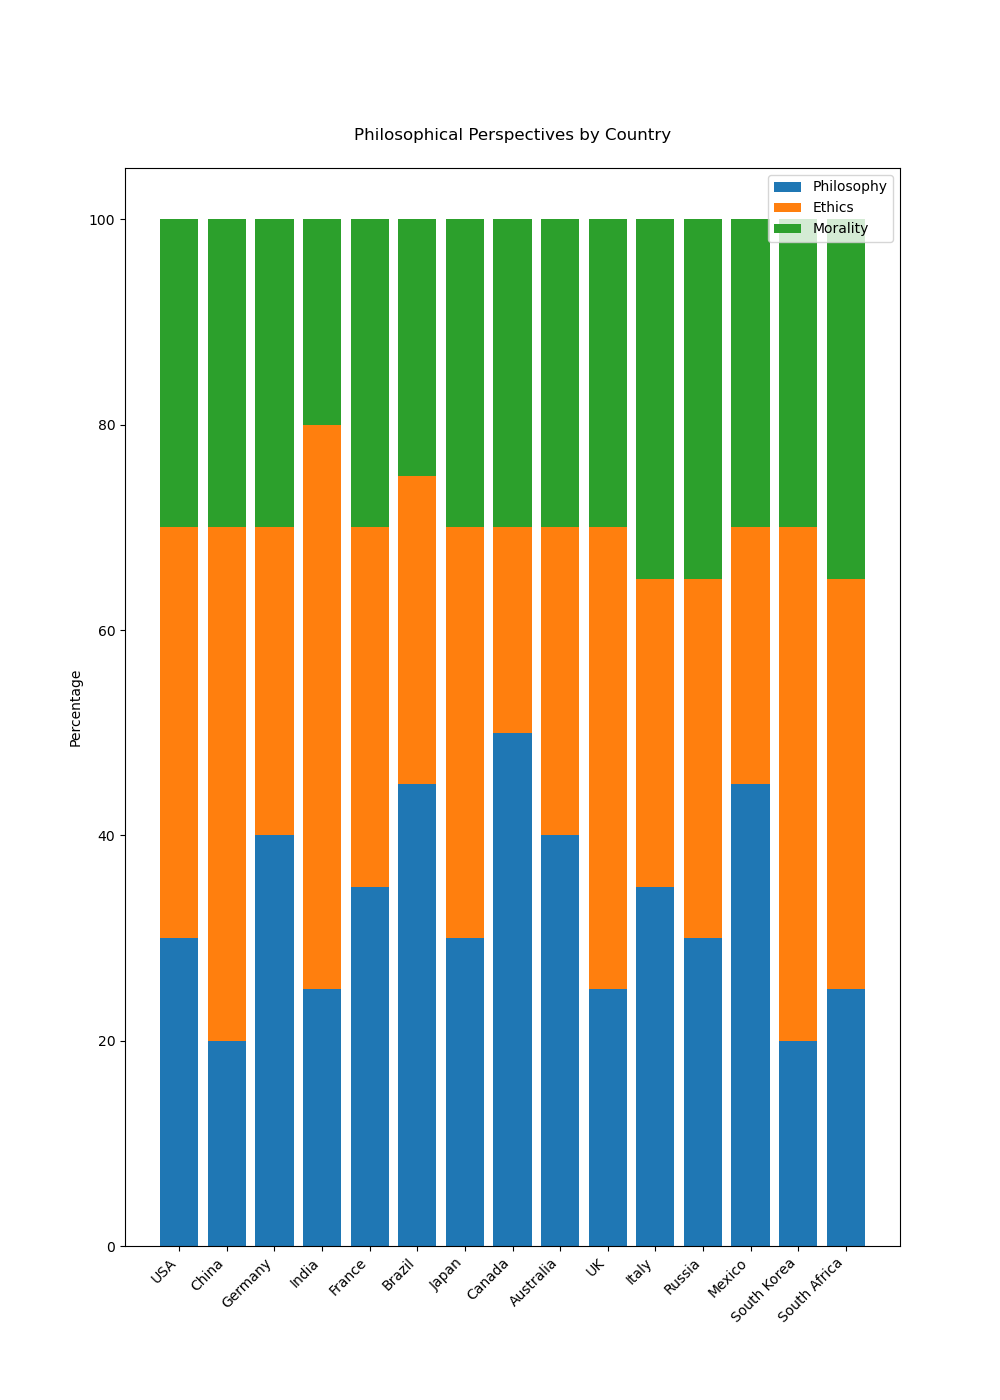 Philosophical Perspectives by Country
Philosophy
Ethics
Morality
Percentage
100
80
60
40
20
0
USA
China
Germany
India
France
Brazil
Japan
Canada
Australia
UK
Italy
Russia
Mexico
South Korea
South Africa